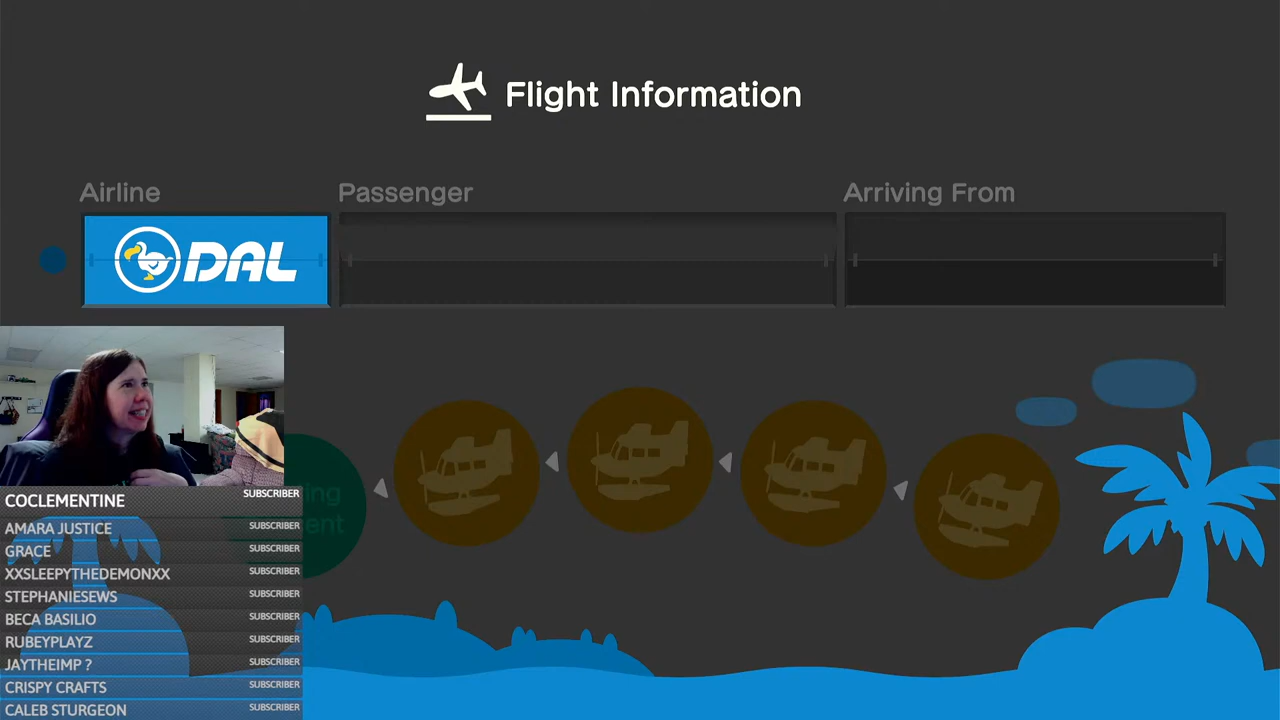 Flight Information
Airline
Passenger
Arriving From
DAL
COCLEMENTINE SUBSCRIBER
AMARA JUSTICE SUBSCRIBER
GRACE SUBSCRIBER
XXSLEEPYTHEDEMONXX SUBSCRIBER
STEPHANIESEWS SUBSCRIBER
BECA BASILIO SUBSCRIBER
RUBEYPLAYZ SUBSCRIBER
JAYTHEIMP ? SUBSCRIBER
CRISPY CRAFTS SUBSCRIBER
CALEB STURGEON SUBSCRIBER